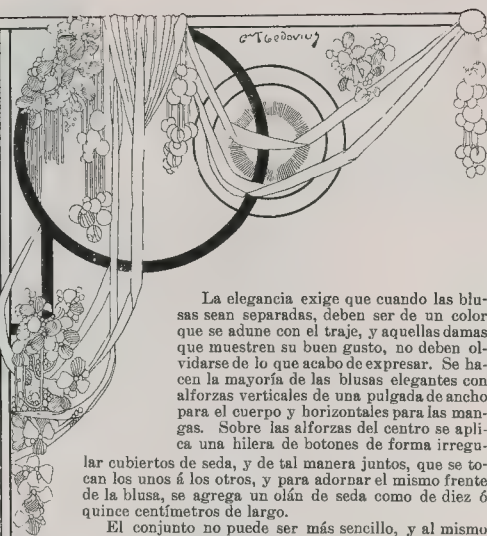 G. M. Gedovius
La elegancia exige que cuando las blu-
sas sean separadas, deben ser de un color
que se adune con el traje, y aquellas damas
que muestren su buen gusto, no deben ol-
vidarse de lo que acabo de expresar. Se ha-
cen la mayoría de las blusas elegantes con
alforzas verticales de una pulgada de ancho
para el cuerpo y horizontales para las man-
gas. Sobre las alforzas del centro se apli-
ca una hilera de botones de forma irregu-
lar cubiertos de seda, y de tal manera juntos, que se to-
can los unos á los otros, y para adornar el mismo frente
de la blusa, se agrega un olán de seda como de diez ó
quince centímetros de largo.
El conjunto no puede ser más sencillo, y al mismo